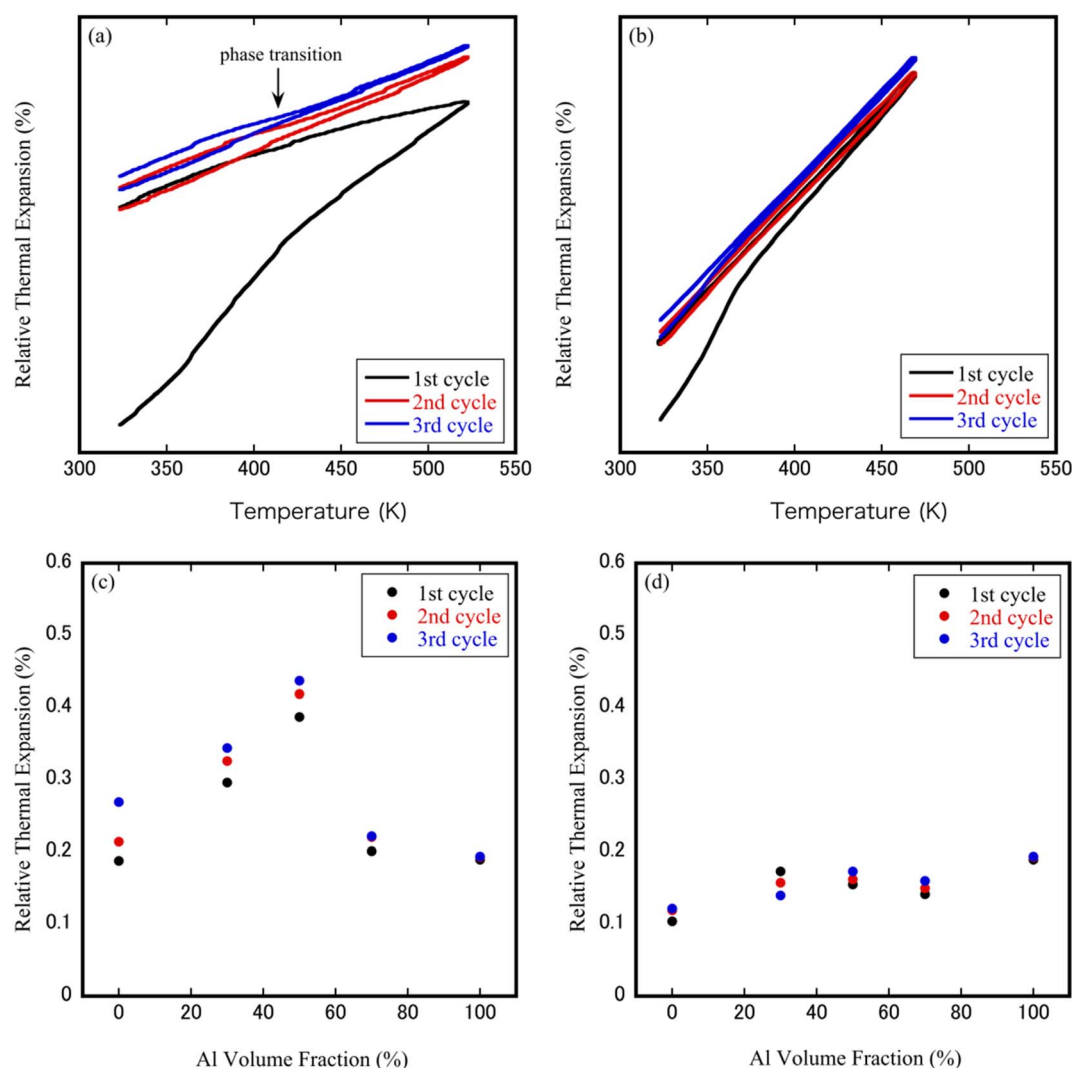 (a)
phase transition
Relative Thermal Expansion (%)
1st cycle
2nd cycle
3rd cycle
300 350 400 450 500 550
Temperature (K)
(b)
Relative Thermal Expansion (%)
1st cycle
2nd cycle
3rd cycle
300 350 400 450 500 550
Temperature (K)
(c)
Relative Thermal Expansion (%)
0.6
0.5
0.4
0.3
0.2
0.1
0
1st cycle
2nd cycle
3rd cycle
0 20 40 60 80 100
Al Volume Fraction (%)
(d)
Relative Thermal Expansion (%)
0.6
0.5
0.4
0.3
0.2
0.1
0
1st cycle
2nd cycle
3rd cycle
0 20 40 60 80 100
Al Volume Fraction (%)